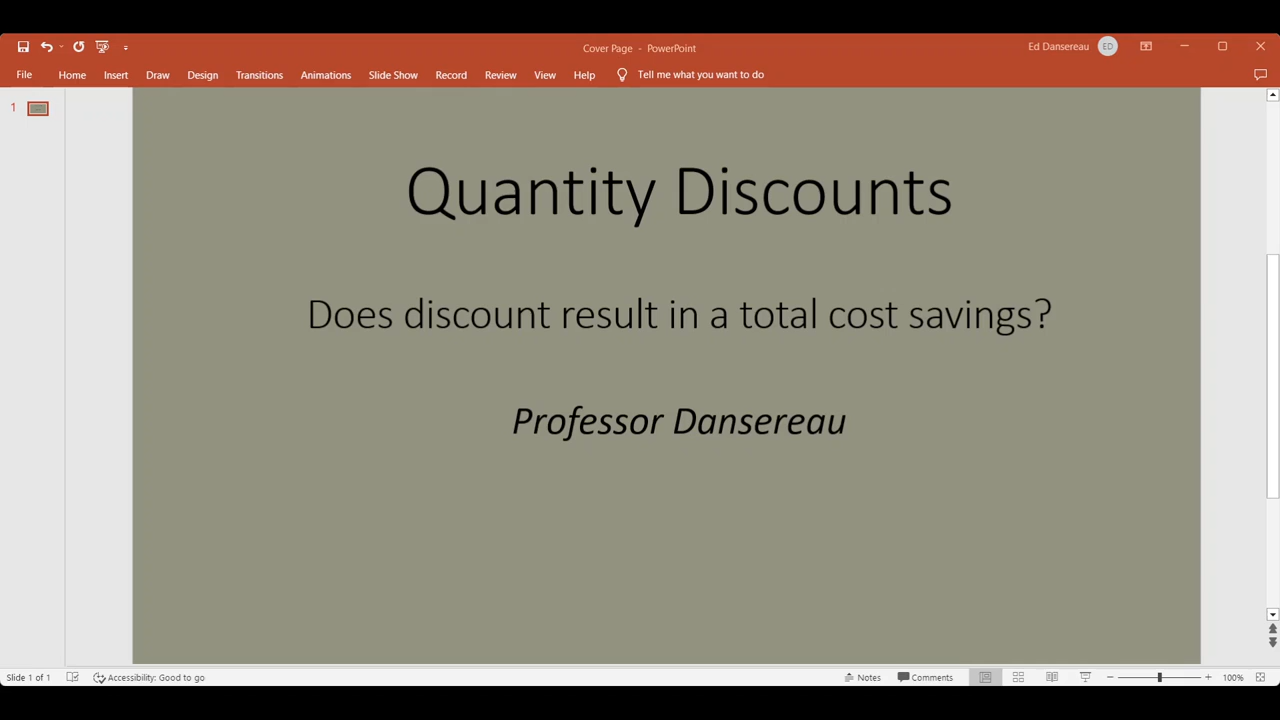 Cover Page - PowerPoint
Ed Dansereau ED
File Home Insert Draw Design Transitions Animations Slide Show Record Review View Help Tell me what you want to do
1
Quantity Discounts
Does discount result in a total cost savings?
Professor Dansereau
Slide 1 of 1 Accessibility: Good to go Notes Comments 100%